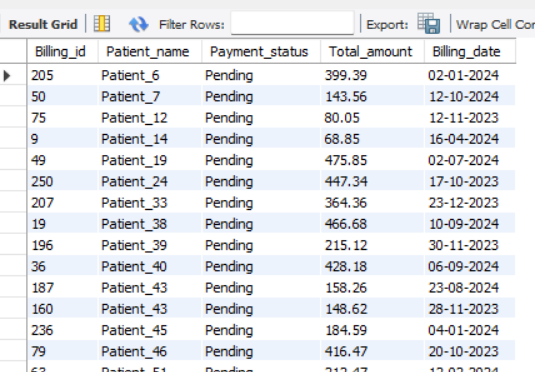 Result Grid Filter Rows: Export: Wrap Cell Con
Billing_id Patient_name Payment_status Total_amount Billing_date
205 Patient_6 Pending 399.39 02-01-2024
50 Patient_7 Pending 143.56 12-10-2024
75 Patient_12 Pending 80.05 12-11-2023
9 Patient_14 Pending 68.85 16-04-2024
49 Patient_19 Pending 475.85 02-07-2024
250 Patient_24 Pending 447.34 17-10-2023
207 Patient_33 Pending 364.36 23-12-2023
19 Patient_38 Pending 466.68 10-09-2024
196 Patient_39 Pending 215.12 30-11-2023
36 Patient_40 Pending 428.18 06-09-2024
187 Patient_43 Pending 158.26 23-08-2024
160 Patient_43 Pending 148.62 28-11-2023
236 Patient_45 Pending 184.59 04-01-2024
79 Patient_46 Pending 416.47 20-10-2023
Patient_51 Pending